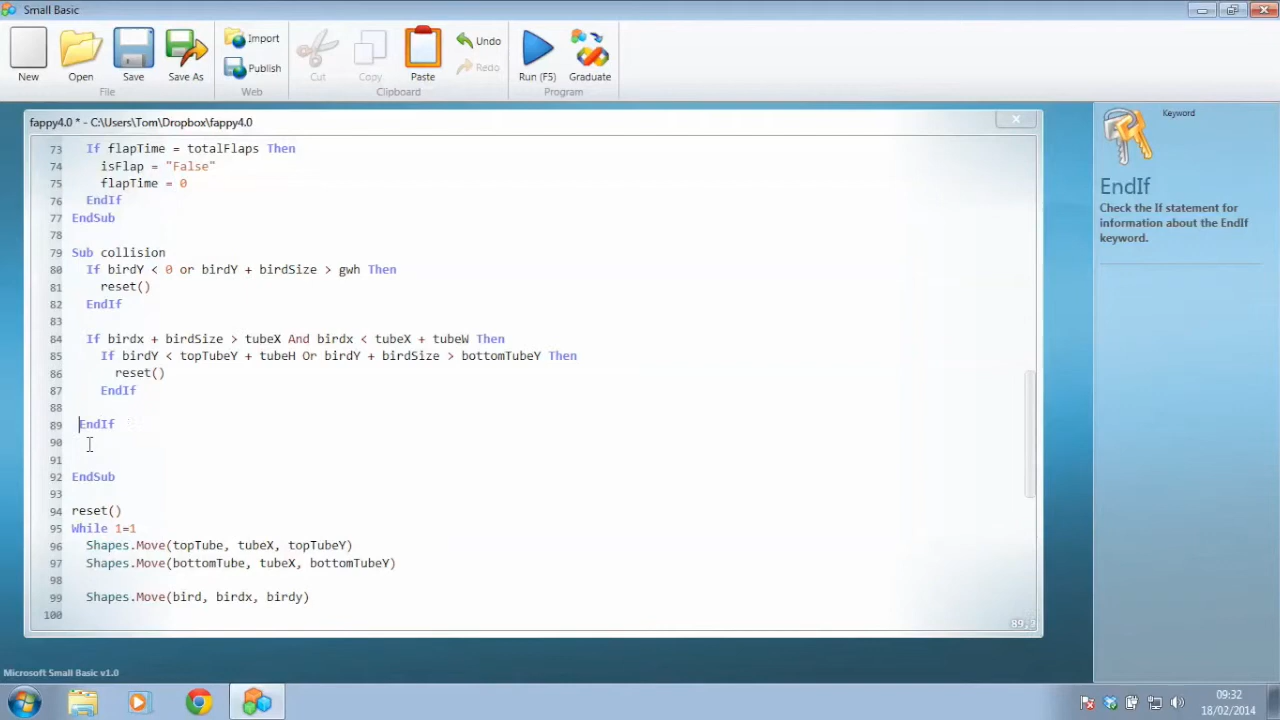 Small Basic
New
Open
Save
Save As
Import
Publish
Cut
Copy
Paste
Undo
Redo
Run (F5)
Graduate
File
Web
Clipboard
Program
fappy4.0 * - C:\Users\Tom\Dropbox\fappy4.0
73 If flapTime = totalFlaps Then
74 isFlap = "False"
75 flapTime = 0
76 EndIf
77 EndSub
78
79 Sub collision
80 If birdY < 0 or birdY + birdSize > gwh Then
81 reset()
82 EndIf
83
84 If birdx + birdSize > tubeX And birdx < tubeX + tubeW Then
85 If birdY < topTubeY + tubeH Or birdY + birdSize > bottomTubeY Then
86 reset()
87 EndIf
88
89 EndIf
90
91
92 EndSub
93
94 reset()
95 While 1=1
96 Shapes.Move(topTube, tubeX, topTubeY)
97 Shapes.Move(bottomTube, tubeX, bottomTubeY)
98
99 Shapes.Move(bird, birdx, birdy)
100
Keyword
EndIf
Check the If statement for
information about the EndIf
keyword.
Microsoft Small Basic v1.0
09:32
18/02/2014